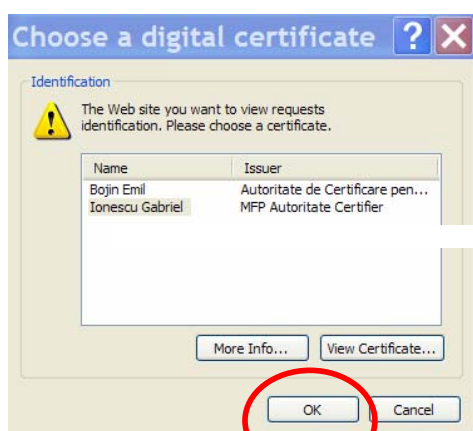 Choose a digital certificate
Identification
The Web site you want to view requests
identification. Please choose a certificate.
Name Issuer
Bojin Emil Autoritate de Certificare pen...
Ionescu Gabriel MFP Autoritate Certifier
More Info... View Certificate...
OK Cancel